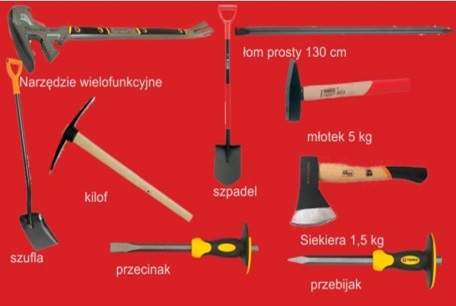 łom prosty 130 cm
Narzędzie wielofunkcyjne
młotek 5 kg
kilof
szpadel
Siekiera 1,5 kg
szufla
przecinak
przebijak